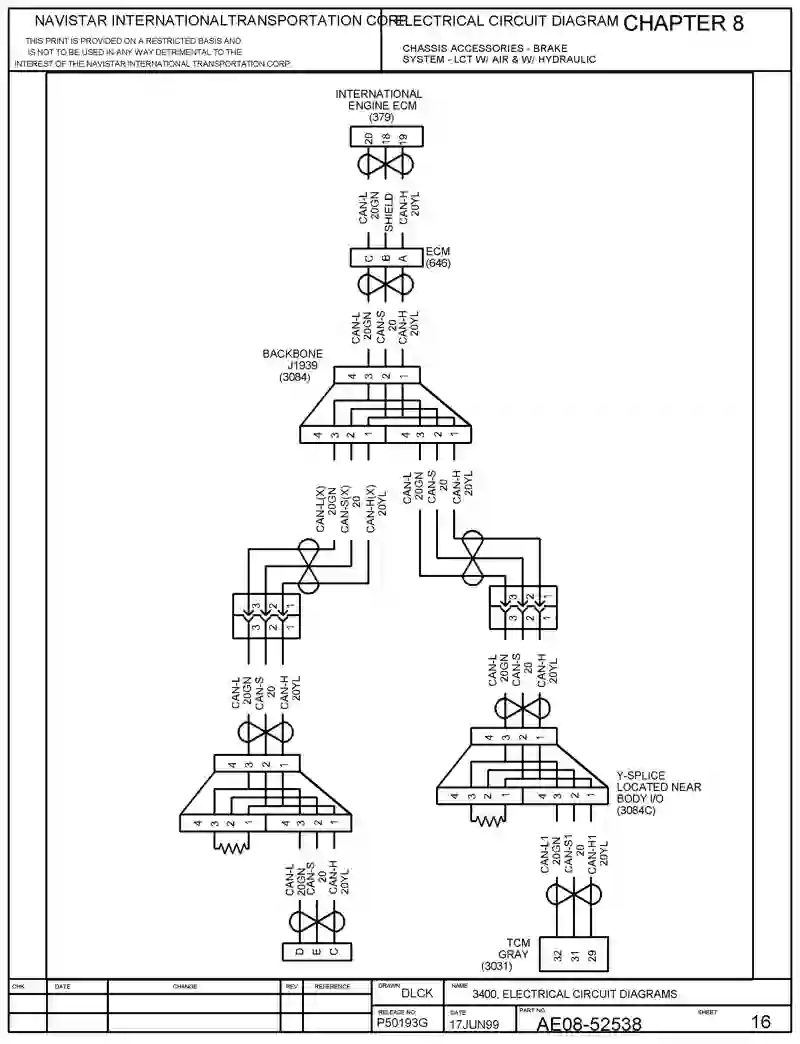 NAVISTAR INTERNATIONALTRANSPORTATION CORP.
THIS PRINT IS PROVIDED ON A RESTRICTED BASIS AND
IS NOT TO BE USED IN ANY WAY DETRIMENTAL TO THE
INTEREST OF THE NAVISTAR INTERNATIONAL TRANSPORTATION CORP.
ELECTRICAL CIRCUIT DIAGRAM CHAPTER 8
CHASSIS ACCESSORIES - BRAKE
SYSTEM - LCT W/ AIR & W/ HYDRAULIC
INTERNATIONAL
ENGINE ECM
(379)
20 18 19
CAN-L
20GN
SHIELD
CAN-H
20YL
C B A
ECM
(646)
CAN-L
20GN
CAN-S
20
CAN-H
20YL
BACKBONE
J1939
(3084)
4 3 2 1
4 3 2 1 4 3 2 1
CAN-L(X)
20GN
CAN-S(X)
20
CAN-H(X)
20YL
CAN-L
20GN
CAN-S
20
CAN-H
20YL
3 2 1
3 2 1
3 2 1
3 2 1
CAN-L
20GN
CAN-S
20
CAN-H
20YL
CAN-L
20GN
CAN-S
20
CAN-H
20YL
4 3 2 1
4 3 2 1
4 3 2 1 4 3 2 1
Y-SPLICE
LOCATED NEAR
BODY I/O
(3084C)
4 3 2 1 4 3 2 1
CAN-L
20GN
CAN-S
20
CAN-H
20YL
CAN-L1
20GN
CAN-S1
20
CAN-H1
20YL
D E C
TCM
GRAY
(3031)
32 31 29
CHK DATE CHANGE REV REFERENCE
DRAWN
DLCK
NAME
3400, ELECTRICAL CIRCUIT DIAGRAMS
RELEASE NO.
P50193G
DATE
17JUN99
PART NO.
AE08-52538
SHEET
16